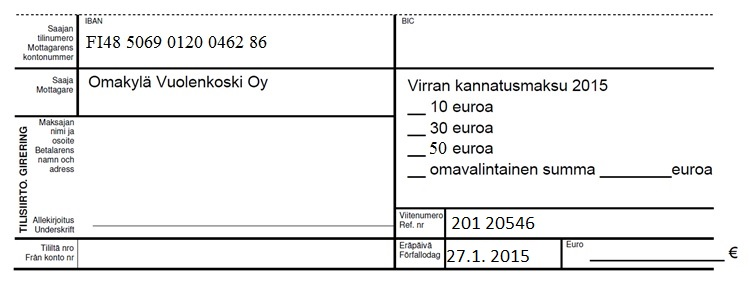 Saajan
tilinumero
Mottagarens
kontonummer
IBAN
FI48 5069 0120 0462 86
BIC
Saaja
Mottagare
Omakylä Vuolenkoski Oy
Virran kannatusmaksu 2015
__ 10 euroa
__ 30 euroa
__ 50 euroa
__ omavalintainen summa ________euroa
TILISIIRTO. GIRERING
Maksajan
nimi ja
osoite
Betalarens
namn och
adress
Allekirjoitus
Underskrift
Viitenumero
Ref. nr
201 20546
Tililtä nro
Från konto nr
Eräpäivä
Förfallodag
27.1. 2015
Euro
€